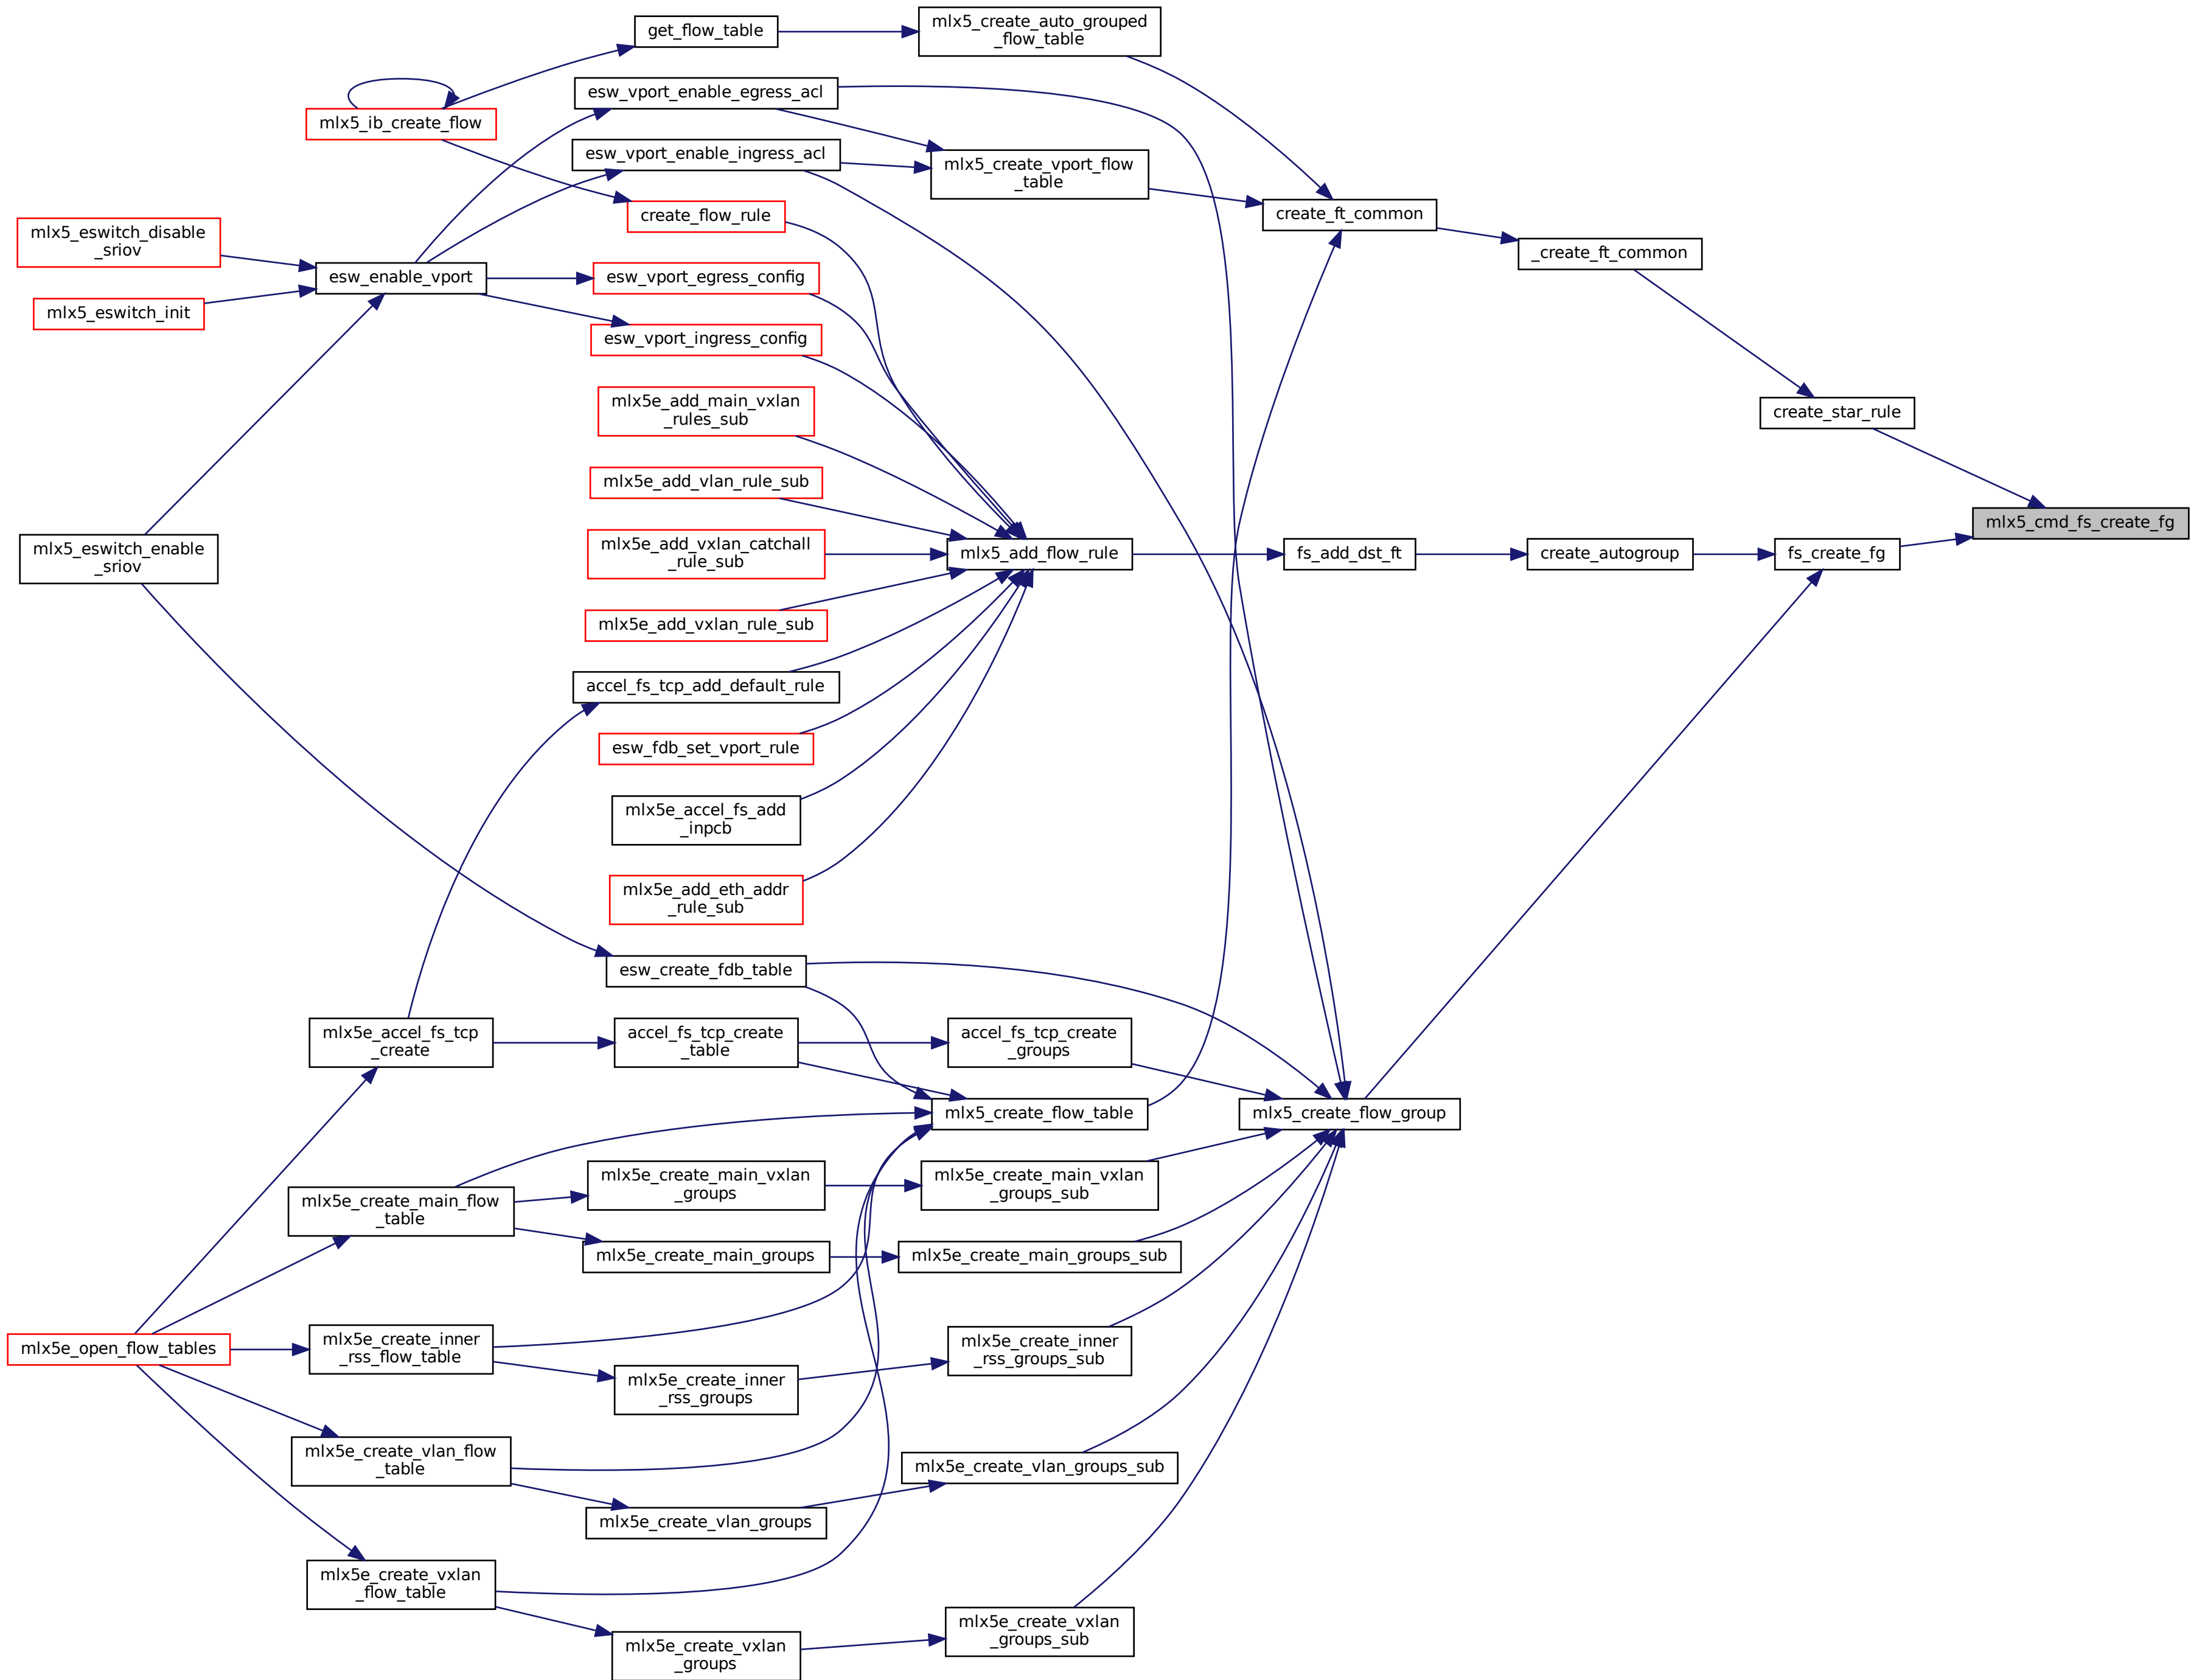 mlx5_create_auto_grouped
_flow_table
get_flow_table
esw_vport_enable_egress_acl
mlx5_ib_create_flow
esw_vport_enable_ingress_acl
mlx5_create_vport_flow
_table
create_flow_rule
create_ft_common
mlx5_eswitch_disable
_sriov
_create_ft_common
esw_enable_vport
esw_vport_egress_config
mlx5_eswitch_init
esw_vport_ingress_config
mlx5e_add_main_vxlan
_rules_sub
create_star_rule
mlx5e_add_vlan_rule_sub
mlx5_cmd_fs_create_fg
mlx5_eswitch_enable
_sriov
mlx5e_add_vxlan_catchall
_rule_sub
mlx5_add_flow_rule
fs_add_dst_ft
create_autogroup
fs_create_fg
mlx5e_add_vxlan_rule_sub
accel_fs_tcp_add_default_rule
esw_fdb_set_vport_rule
mlx5e_accel_fs_add
_inpcb
mlx5e_add_eth_addr
_rule_sub
esw_create_fdb_table
mlx5e_accel_fs_tcp
_create
accel_fs_tcp_create
_table
accel_fs_tcp_create
_groups
mlx5_create_flow_table
mlx5_create_flow_group
mlx5e_create_main_vxlan
_groups
mlx5e_create_main_vxlan
_groups_sub
mlx5e_create_main_flow
_table
mlx5e_create_main_groups
mlx5e_create_main_groups_sub
mlx5e_open_flow_tables
mlx5e_create_inner
_rss_flow_table
mlx5e_create_inner
_rss_groups_sub
mlx5e_create_inner
_rss_groups
mlx5e_create_vlan_flow
_table
mlx5e_create_vlan_groups_sub
mlx5e_create_vlan_groups
mlx5e_create_vxlan
_flow_table
mlx5e_create_vxlan
_groups_sub
mlx5e_create_vxlan
_groups